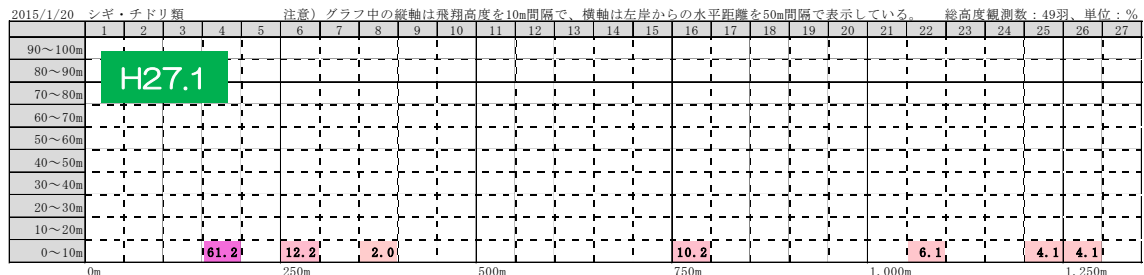 2015/1/20 シギ・チドリ類 注意）グラフ中の縦軸は飛翔高度を10m間隔で、横軸は左岸からの水平距離を50m間隔で表示している。 総高度観測数：49羽、単位：%
1 2 3 4 5 6 7 8 9 10 11 12 13 14 15 16 17 18 19 20 21 22 23 24 25 26 27
90～100m
80～90m
H27.1
70～80m
60～70m
50～60m
40～50m
30～40m
20～30m
10～20m
0～10m 61.2 12.2 2.0 10.2 6.1 4.1 4.1
0m 250m 500m 750m 1,000m 1,250m